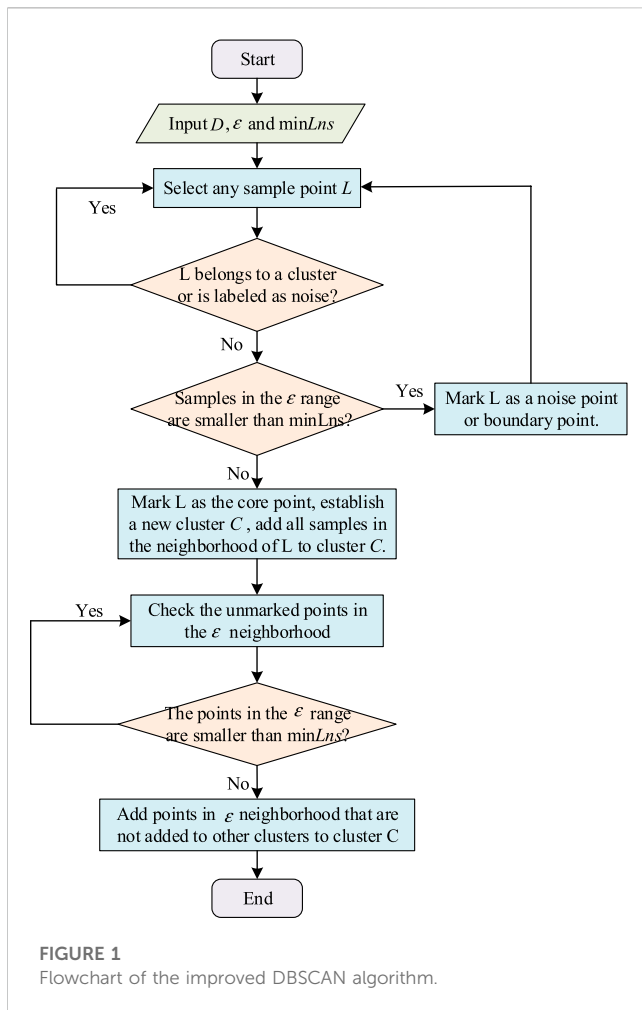 Start
Input D, ε and minLns
Select any sample point L
Yes
L belongs to a cluster
or is labeled as noise?
No
Samples in the ε range
are smaller than minLns?
Yes
Mark L as a noise point
or boundary point.
No
Mark L as the core point, establish
a new cluster C , add all samples in
the neighborhood of L to cluster C.
Yes
Check the unmarked points in
the ε neighborhood
The points in the ε range
are smaller than minLns?
No
Add points in ε neighborhood that are
not added to other clusters to cluster C
End
FIGURE 1
Flowchart of the improved DBSCAN algorithm.